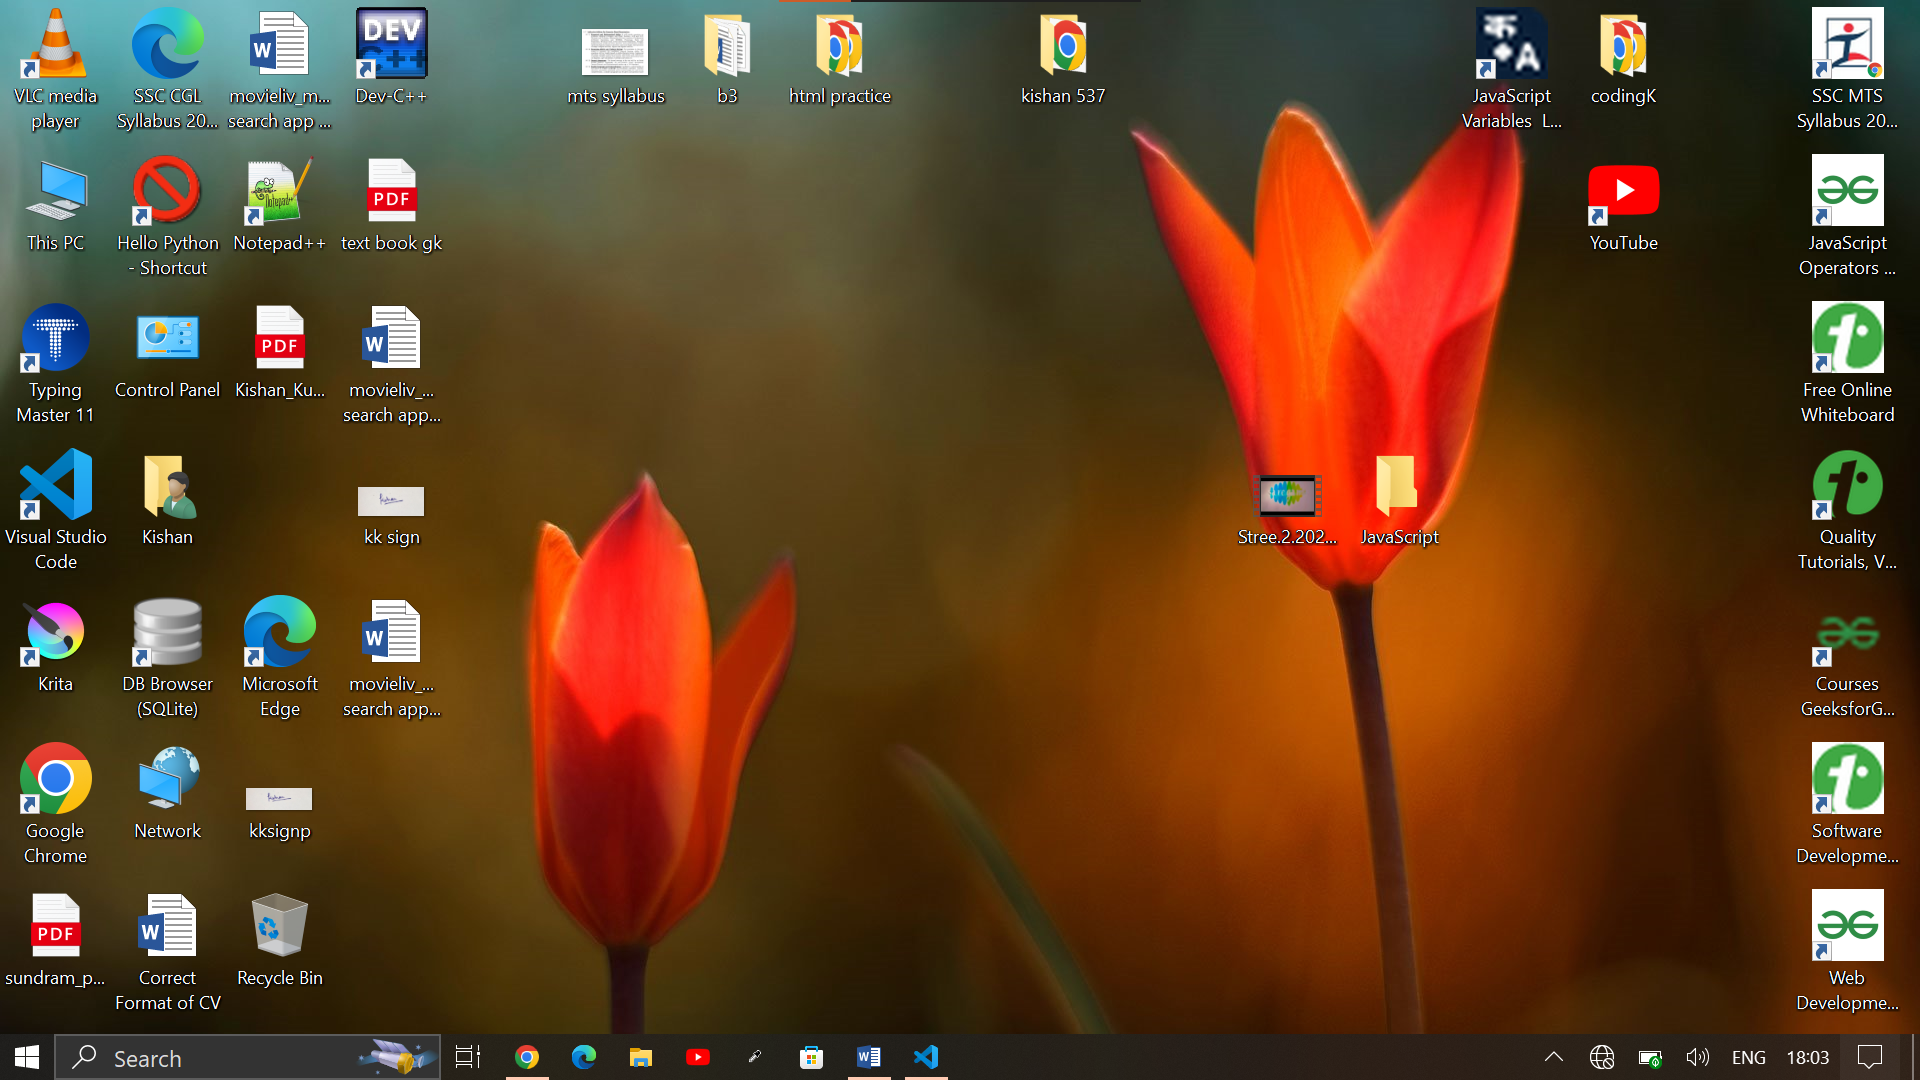 VLC media
player
SSC CGL
Syllabus 20...
movieliv_m...
search app ...
DEV
C++
Dev-C++
mts syllabus
b3
html practice
kishan 537
JavaScript
Variables L...
codingK
SSC MTS
Syllabus 20...
This PC
Hello Python
- Shortcut
Notepad++
Notepad++
PDF
text book gk
YouTube
JavaScript
Operators ...
Typing
Master 11
Control Panel
PDF
Kishan_Ku...
movieliv_...
search app...
Free Online
Whiteboard
Visual Studio
Code
Kishan
kk sign
Stree.2.202...
JavaScript
Quality
Tutorials, V...
Krita
DB Browser
(SQLite)
Microsoft
Edge
movieliv_...
search app...
Courses
GeeksforG...
Google
Chrome
Network
kksignp
Software
Developme...
PDF
sundram_p...
Correct
Format of CV
Recycle Bin
Web
Developme...
Search
ENG
18:03